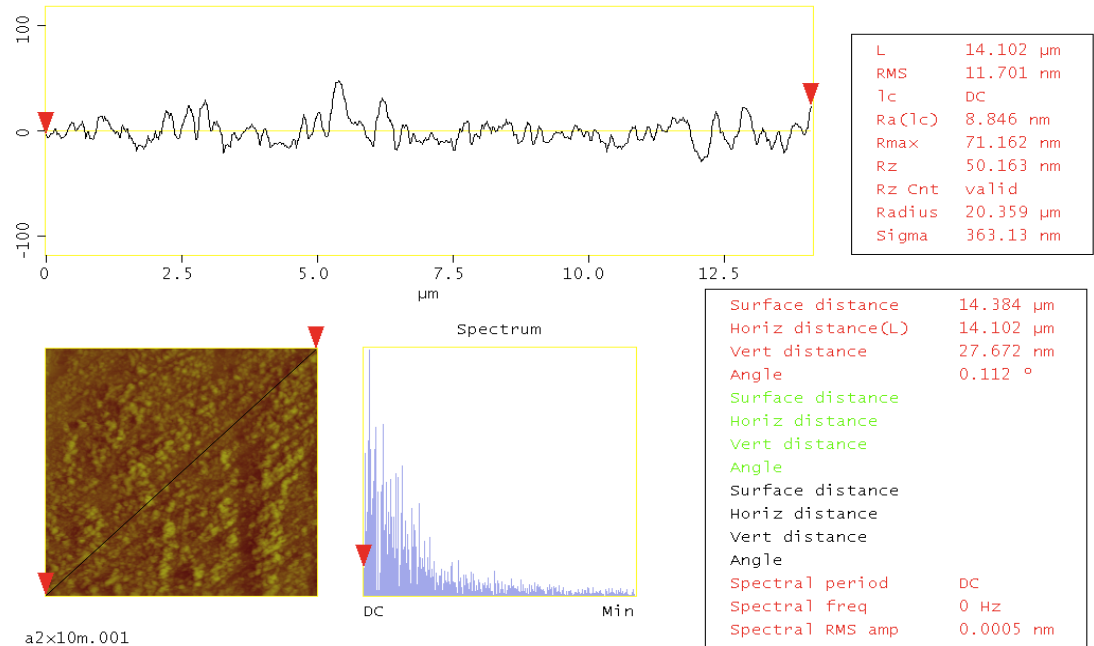 100
0
-100
0 2.5 5.0 7.5 10.0 12.5
µm
L 14.102 µm
RMS 11.701 nm
lc DC
Ra(lc) 8.846 nm
Rmax 71.162 nm
Rz 50.163 nm
Rz Cnt valid
Radius 20.359 µm
Sigma 363.13 nm
Spectrum
DC Min
a2×10m.001
Surface distance 14.384 µm
Horiz distance(L) 14.102 µm
Vert distance 27.672 nm
Angle 0.112 º
Surface distance
Horiz distance
Vert distance
Angle
Surface distance
Horiz distance
Vert distance
Angle
Spectral period DC
Spectral freq 0 Hz
Spectral RMS amp 0.0005 nm